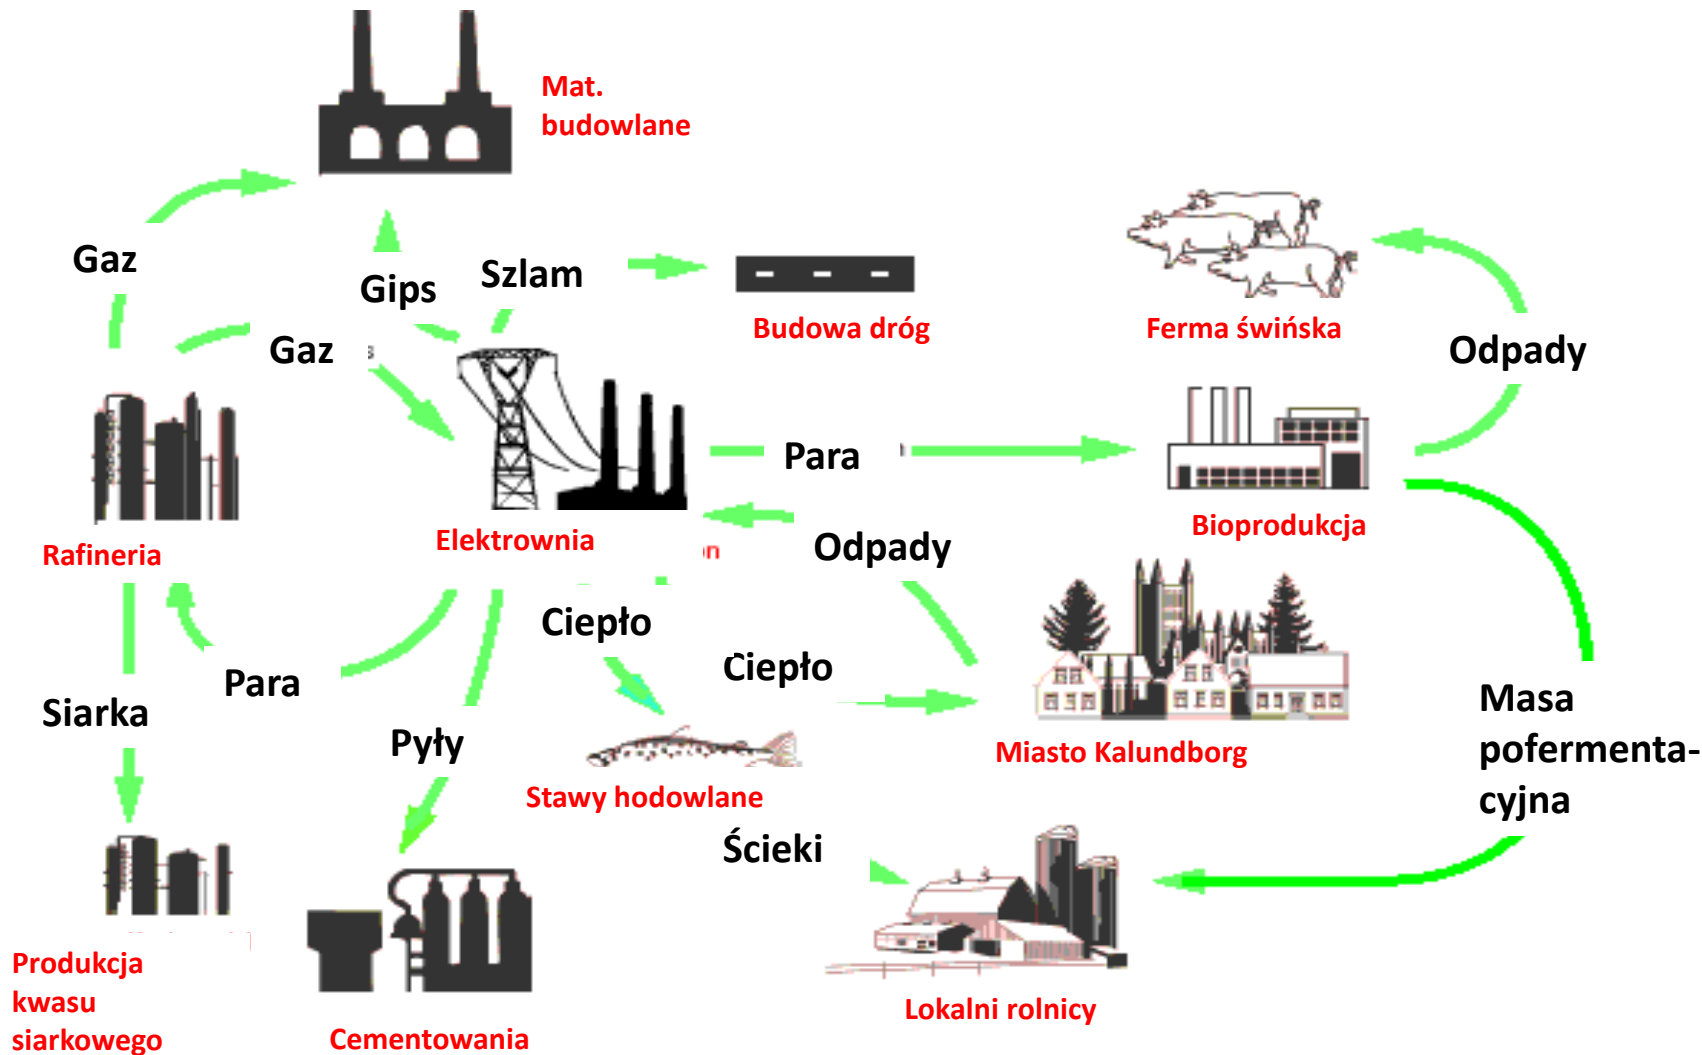 Mat.
budowlane
Gaz
Gips
Szlam
Budowa dróg
Ferma świńska
Gaz
Odpady
Para
Rafineria
Elektrownia
Odpady
Bioprodukcja
Ciepło
Ciepło
Para
Siarka
Pyły
Miasto Kalundborg
Masa
pofermenta-
cyjna
Stawy hodowlane
Ścieki
Produkcja
kwasu
siarkowego
Cementowania
Lokalni rolnicy